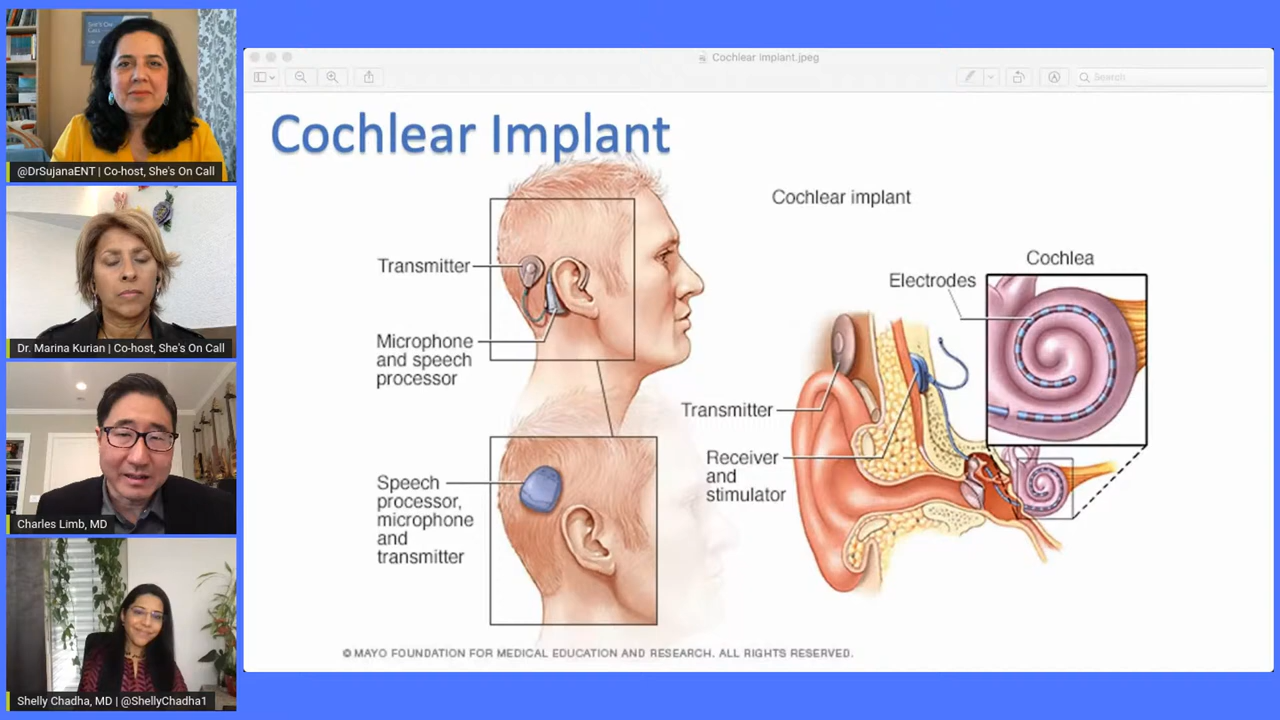 @DrSujanaENT | Co-host, She's On Call
Dr. Marina Kurian | Co-host, She's On Call
Charles Limb, MD
Shelly Chadha, MD | @ShellyChadha1
Cochlear implant.jpeg
Search
Cochlear Implant
Transmitter
Microphone
and speech
processor
Speech
processor,
microphone
and
transmitter
Cochlear implant
Cochlea
Electrodes
Transmitter
Receiver
and
stimulator
© MAYO FOUNDATION FOR MEDICAL EDUCATION AND RESEARCH. ALL RIGHTS RESERVED.